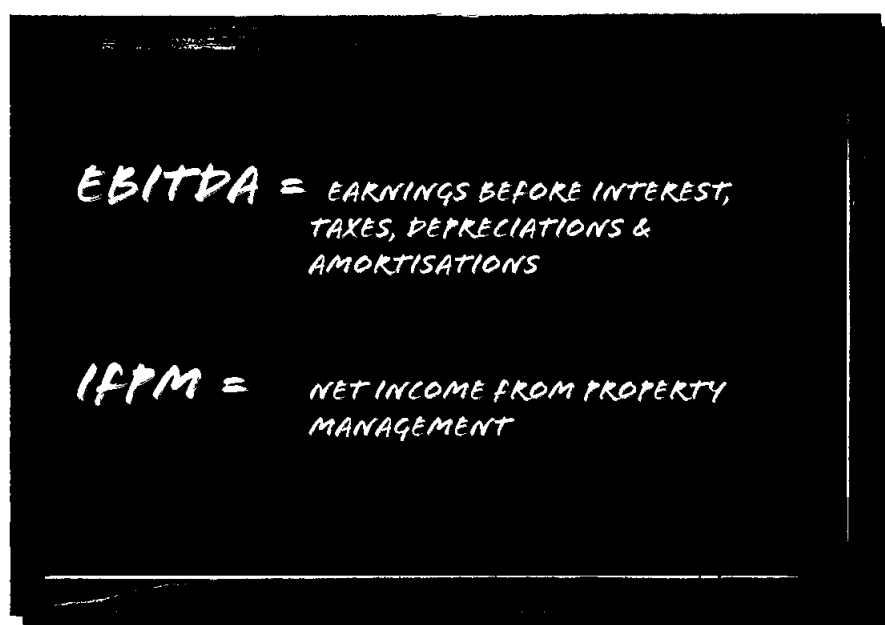 EBITDA = EARNINGS BEFORE INTEREST,
TAXES, DEPRECIATIONS &
AMORTISATIONS
IFPM = NET INCOME FROM PROPERTY
MANAGEMENT